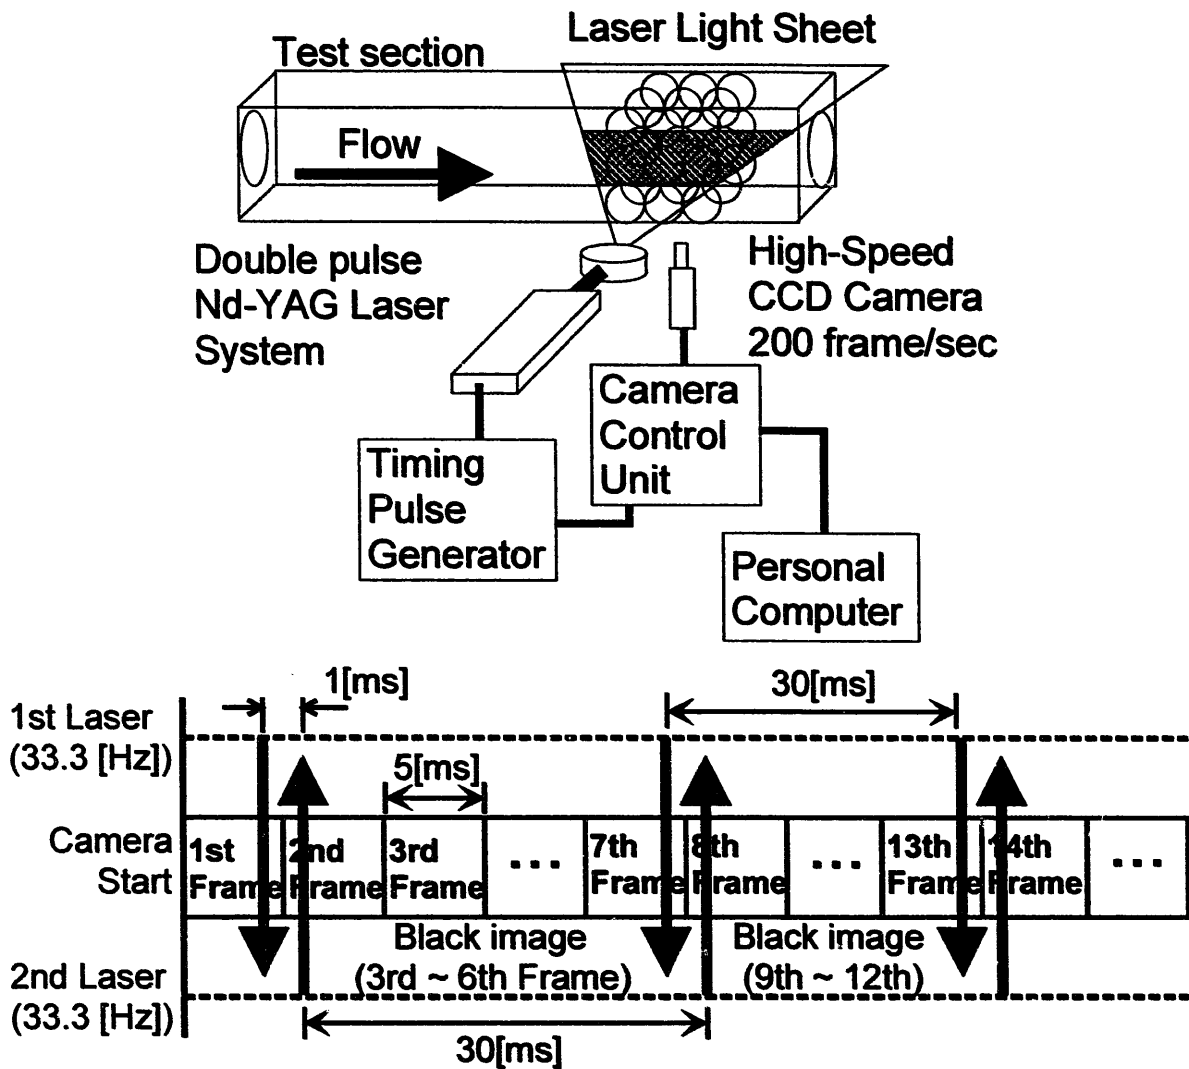 Laser Light Sheet
Test section
Flow
Double pulse
Nd-YAG Laser
System
High-Speed
CCD Camera
200 frame/sec
Camera
Control
Unit
Timing
Pulse
Generator
Personal
Computer
1[ms]
30[ms]
1st Laser
(33.3 [Hz])
5[ms]
Camera
Start
1st
Frame
2nd
Frame
3rd
Frame
...
7th
Frame
8th
Frame
...
13th
Frame
14th
Frame
...
Black image
(3rd ~ 6th Frame)
Black image
(9th ~ 12th)
2nd Laser
(33.3 [Hz])
30[ms]